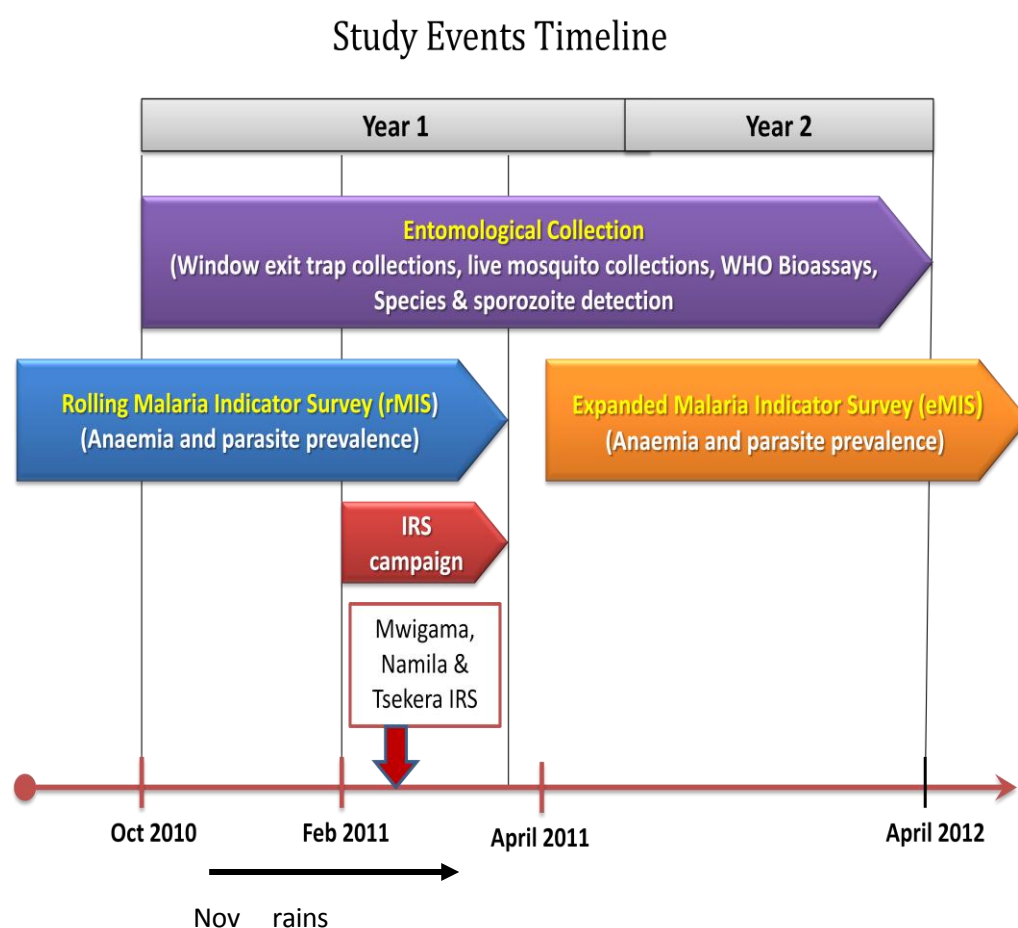 Study Events Timeline
Year 1
Year 2
Entomological Collection
(Window exit trap collections, live mosquito collections, WHO Bioassays,
Species & sporozoite detection
Rolling Malaria Indicator Survey (rMIS)
(Anaemia and parasite prevalence)
Expanded Malaria Indicator Survey (eMIS)
(Anaemia and parasite prevalence)
IRS
campaign
Mwigama,
Namila &
Tsekera IRS
Oct 2010
Feb 2011
April 2011
April 2012
Nov rains